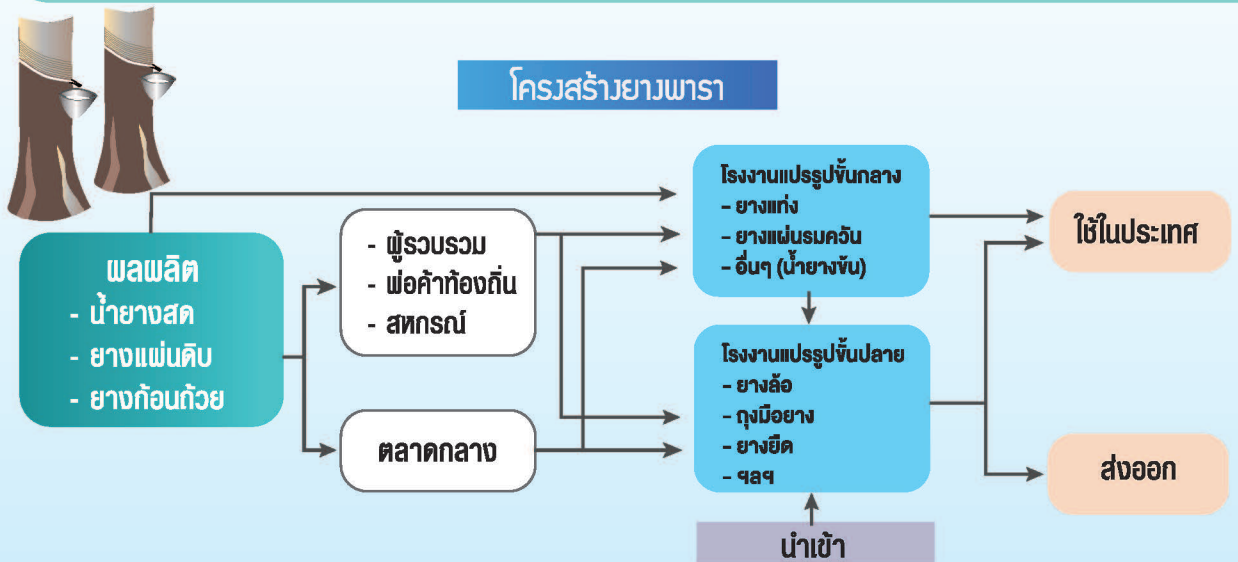 โครงสร้างยางพารา
ผลผลิต
- น้ำยางสด
- ยางแผ่นดิบ
- ยางก้อนถ้วย
- ผู้รวบรวม
- พ่อค้าท้องถิ่น
- สหกรณ์
ตลาดกลาง
โรงงานแปรรูปขั้นกลาง
- ยางแท่ง
- ยางแผ่นรมควัน
- อื่นๆ (น้ำยางข้น)
โรงงานแปรรูปขั้นปลาย
- ยางล้อ
- ถุงมือยาง
- ยางยืด
- ฯลฯ
นำเข้า
ใช้ในประเทศ
ส่งออก